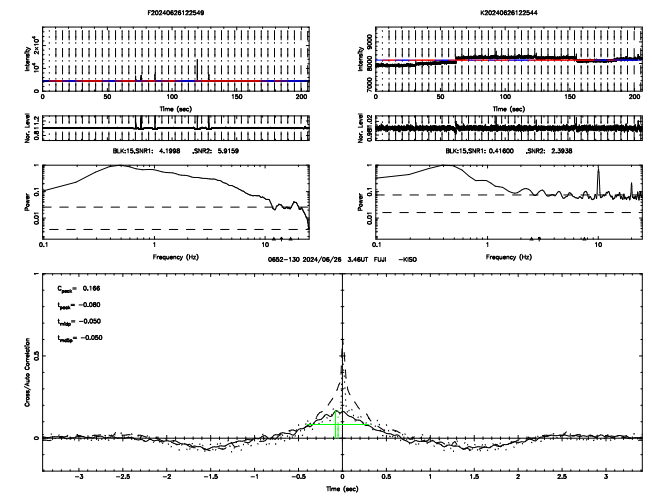 F20240626122549
K20240626122544
Intensity
0
10⁴
2×10⁴
0 50 100 150 200
Time (sec)
Intensity
7000 8000 9000
0 50 100 150 200
Time (sec)
Nor. Level
0.81 1.2
Nor. Level
0.98 1.02
BLK:15,SNR1: 4.1998 ,SNR2: 5.9159
BLK:15,SNR1: 0.41600 ,SNR2: 2.3938
Power
0.01 0.1 1
0.1 1 10
Frequency (Hz)
Power
0.01 0.1 1
0.1 1 10
Frequency (Hz)
0652-130 2024/06/26 3.46UT FUJI -KISO
Cross/Auto Correlation
0 0.5 1
C_peak= 0.166
t_peak= -0.080
t_midp= -0.050
-0.050
-3 -2.5 -2 -1.5 -1 -0.5 0 0.5 1 1.5 2 2.5 3
Time (sec)